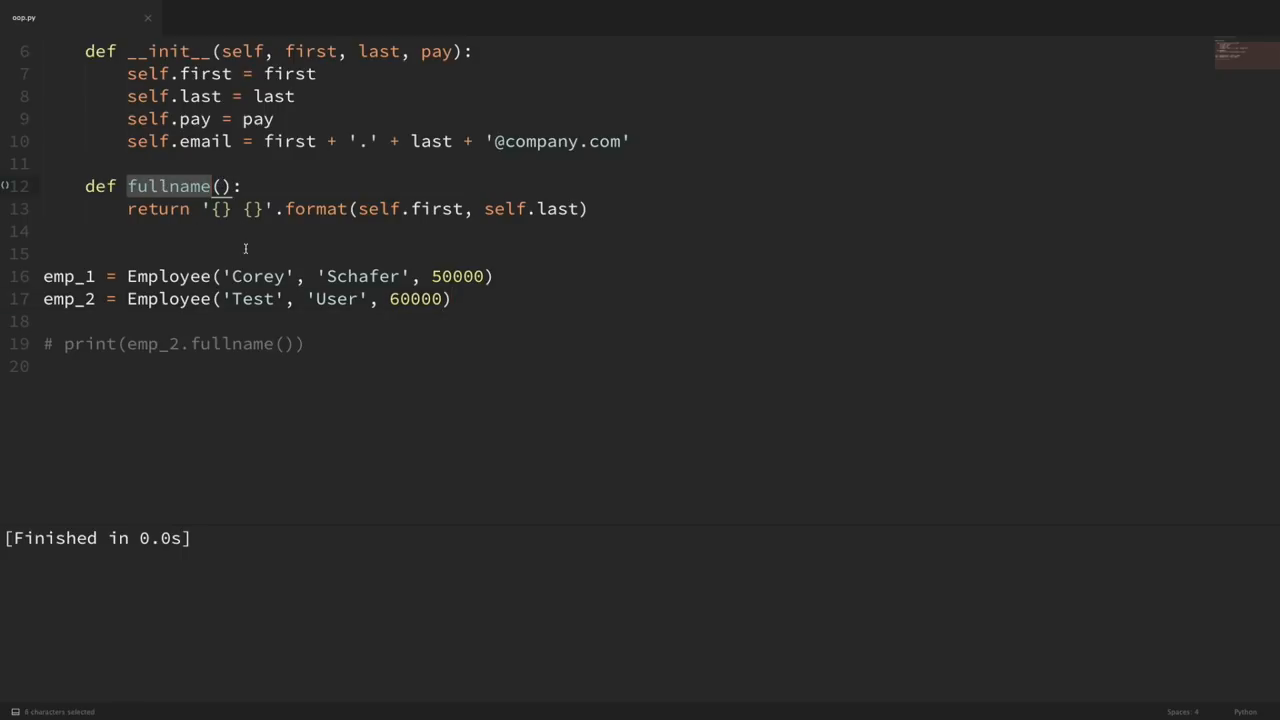 oop.py ×
6 def __init__(self, first, last, pay):
7 self.first = first
8 self.last = last
9 self.pay = pay
10 self.email = first + '.' + last + '@company.com'
11
12 def fullname():
13 return '{} {}'.format(self.first, self.last)
14
15
16 emp_1 = Employee('Corey', 'Schafer', 50000)
17 emp_2 = Employee('Test', 'User', 60000)
18
19 # print(emp_2.fullname())
20
[Finished in 0.0s]
6 characters selected Spaces: 4 Python